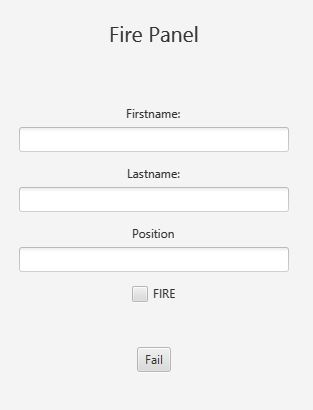 Fire Panel
Firstname:
Lastname:
Position
FIRE
Fail